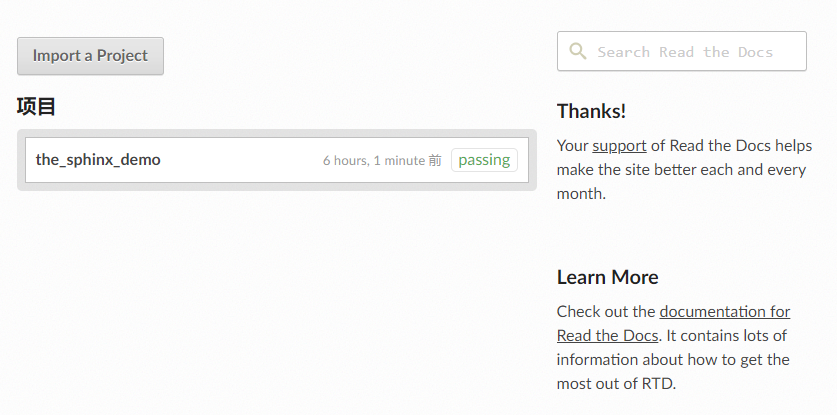 Import a Project
项目
the_sphinx_demo 6 hours, 1 minute 前 passing
Search Read the Docs
Thanks!
Your support of Read the Docs helps
make the site better each and every
month.
Learn More
Check out the documentation for
Read the Docs. It contains lots of
information about how to get the
most out of RTD.